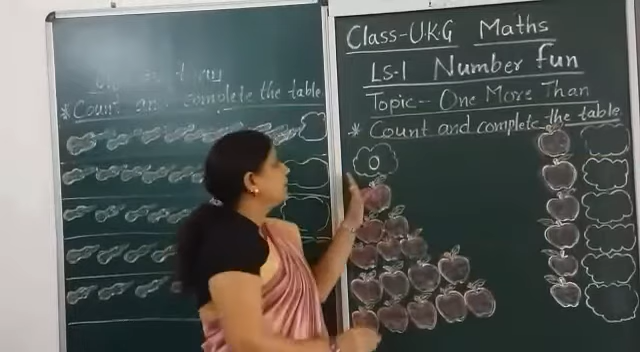 * Count and complete the table
Class-U.K.G Maths
LS-1 Number fun
Topic- One More Than
* Count and complete the table
0